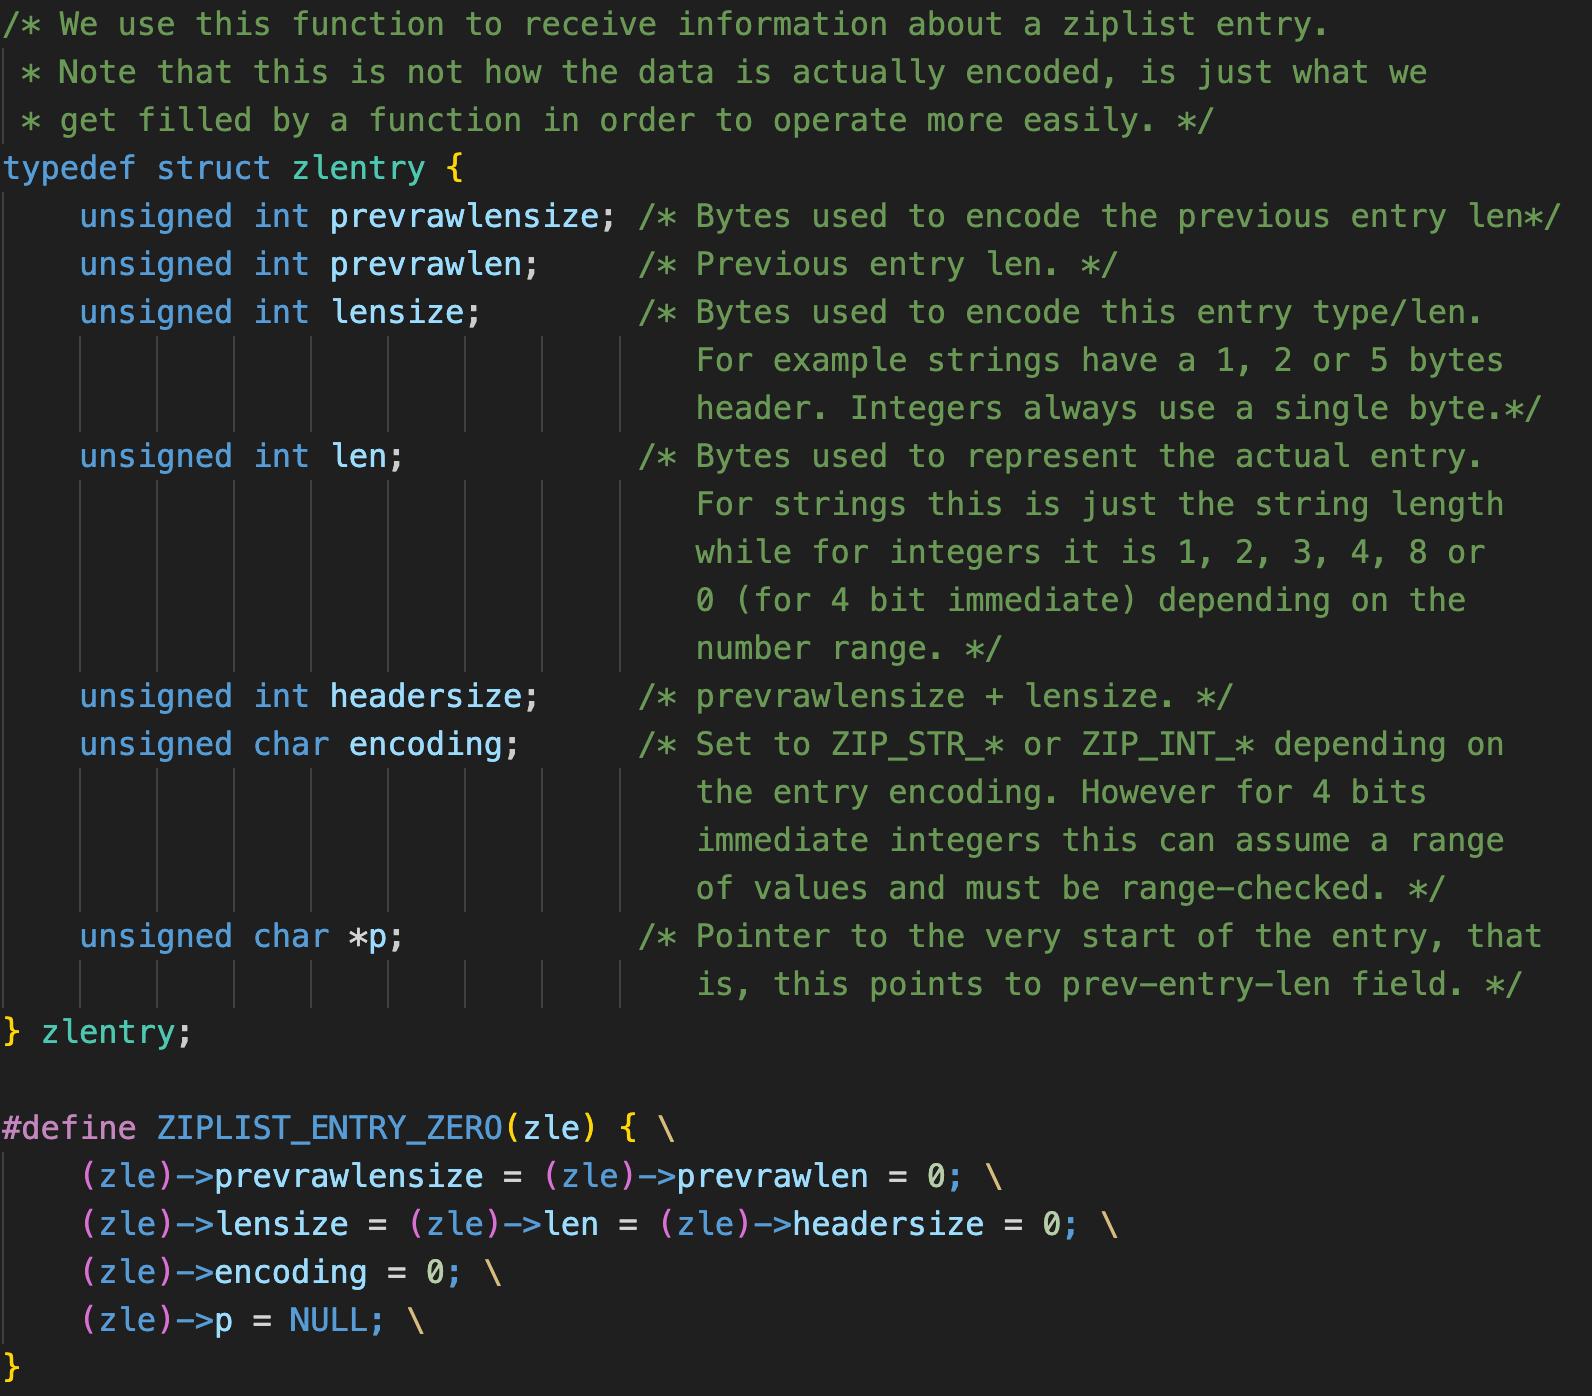 /* We use this function to receive information about a ziplist entry.
 * Note that this is not how the data is actually encoded, is just what we
 * get filled by a function in order to operate more easily. */
typedef struct zlentry {
    unsigned int prevrawlensize; /* Bytes used to encode the previous entry len*/
    unsigned int prevrawlen;     /* Previous entry len. */
    unsigned int lensize;        /* Bytes used to encode this entry type/len.
                                    For example strings have a 1, 2 or 5 bytes
                                    header. Integers always use a single byte.*/
    unsigned int len;            /* Bytes used to represent the actual entry.
                                    For strings this is just the string length
                                    while for integers it is 1, 2, 3, 4, 8 or
                                    0 (for 4 bit immediate) depending on the
                                    number range. */
    unsigned int headersize;     /* prevrawlensize + lensize. */
    unsigned char encoding;      /* Set to ZIP_STR_* or ZIP_INT_* depending on
                                    the entry encoding. However for 4 bits
                                    immediate integers this can assume a range
                                    of values and must be range-checked. */
    unsigned char *p;            /* Pointer to the very start of the entry, that
                                    is, this points to prev-entry-len field. */
} zlentry;

#define ZIPLIST_ENTRY_ZERO(zle) { \
    (zle)->prevrawlensize = (zle)->prevrawlen = 0; \
    (zle)->lensize = (zle)->len = (zle)->headersize = 0; \
    (zle)->encoding = 0; \
    (zle)->p = NULL; \
}